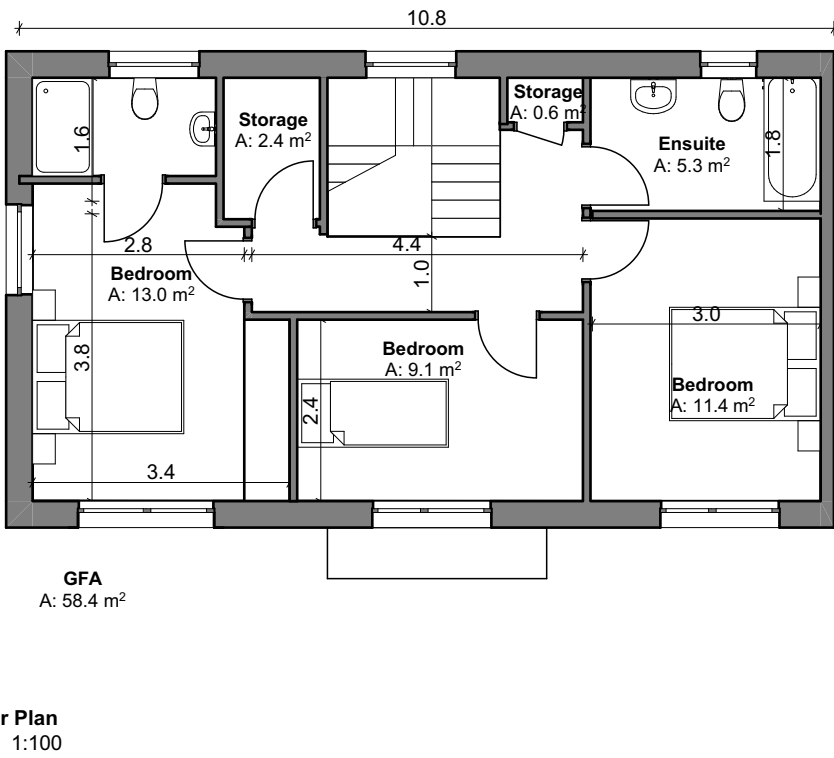 10.8
Storage
A: 2.4 m²
Storage
A: 0.6 m²
Ensuite
A: 5.3 m²
1.6
1.8
2.8
4.4
1.0
Bedroom
A: 13.0 m²
3.8
3.4
Bedroom
A: 9.1 m²
2.4
3.0
Bedroom
A: 11.4 m²
GFA
A: 58.4 m²
r Plan
1:100